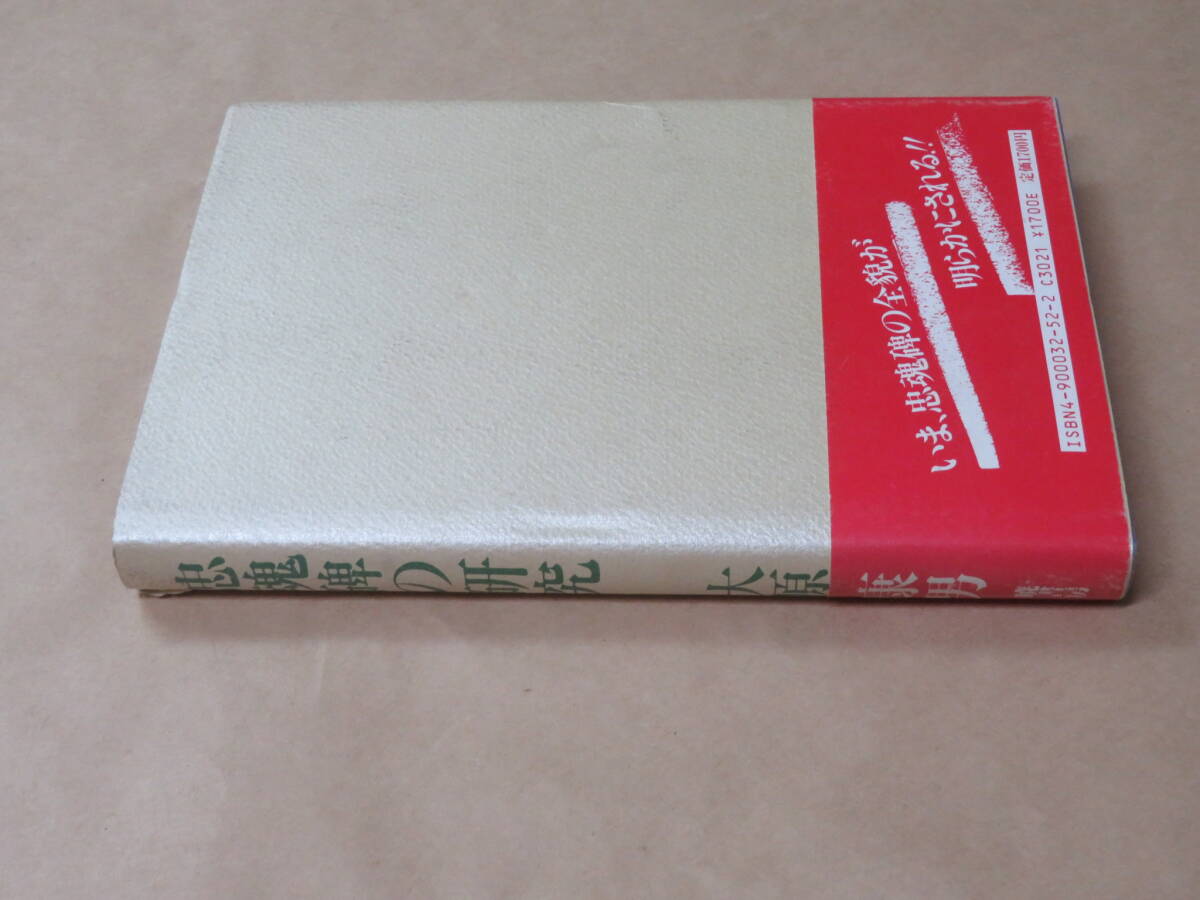 いま、忠魂碑の全貌が
明らかにされる!!
ISBN4-900032-52-2 C3021 ¥1700E 定価1700円
忠魂碑の研究 大原康男